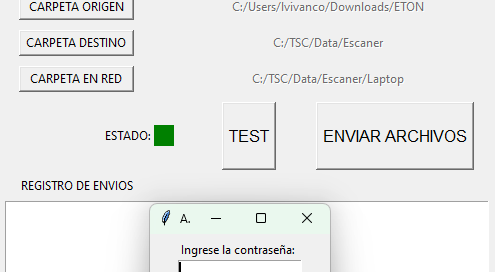 CARPETA ORIGEN C:/Users/lvivanco/Downloads/ETON
CARPETA DESTINO C:/TSC/Data/Escaner
CARPETA EN RED C:/TSC/Data/Escaner/Laptop
ESTADO: TEST ENVIAR ARCHIVOS
REGISTRO DE ENVIOS
A.
Ingrese la contraseña: